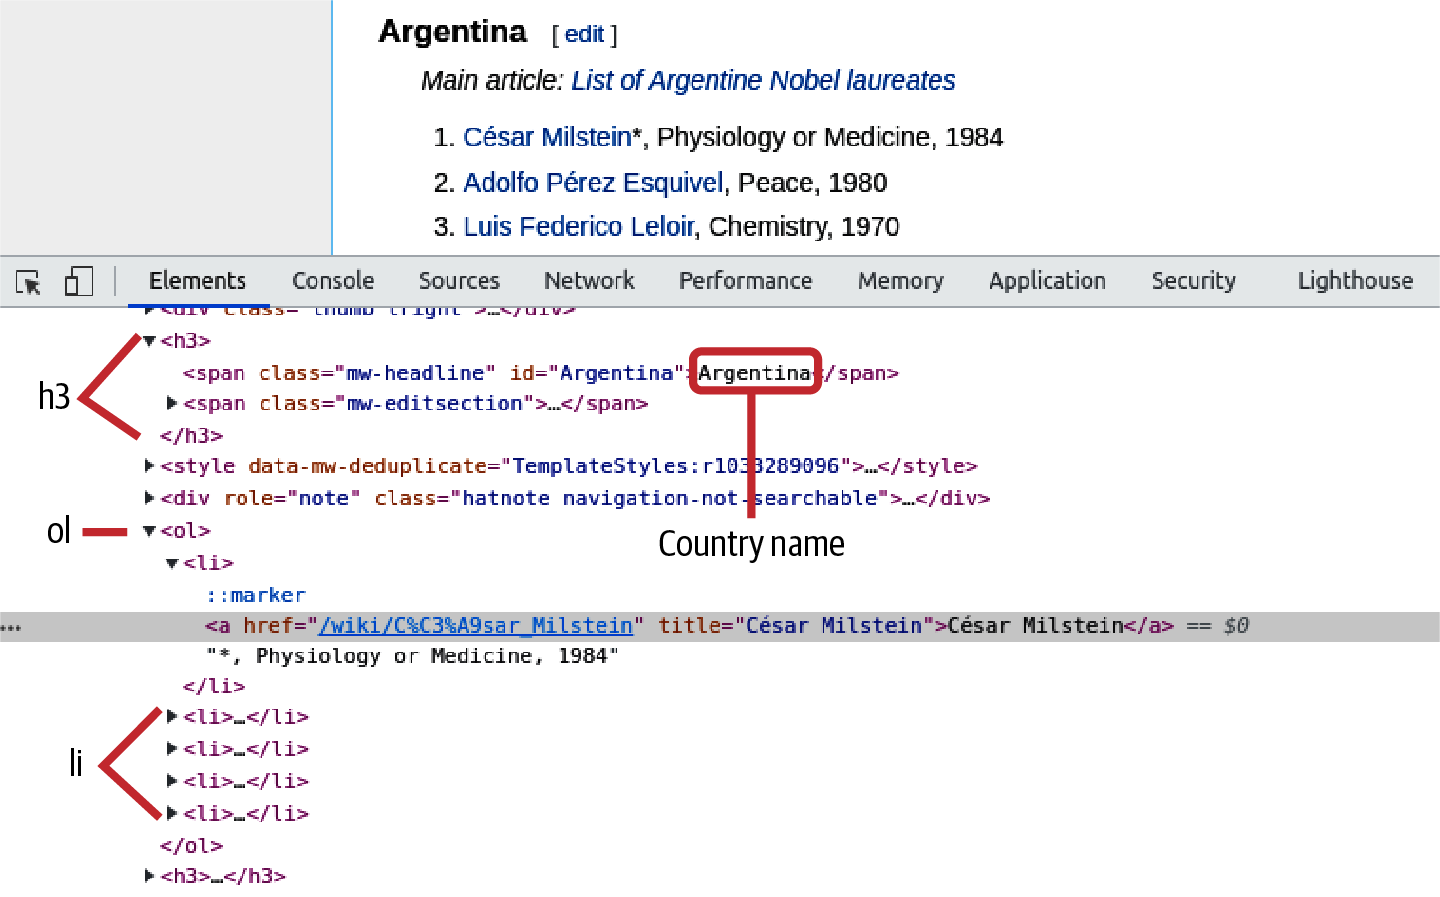 Argentina [ edit ]
Main article: List of Argentine Nobel laureates
1. César Milstein*, Physiology or Medicine, 1984
2. Adolfo Pérez Esquivel, Peace, 1980
3. Luis Federico Leloir, Chemistry, 1970
Elements Console Sources Network Performance Memory Application Security Lighthouse
<div class="thumb tright">…</div>
<h3>
<span class="mw-headline" id="Argentina">Argentina</span>
h3
<span class="mw-editsection">…</span>
</h3>
<style data-mw-deduplicate="TemplateStyles:r1033289096">…</style>
<div role="note" class="hatnote navigation-not-searchable">…</div>
ol
<ol>
Country name
<li>
::marker
<a href="/wiki/C%C3%A9sar_Milstein" title="César Milstein">César Milstein</a> == $0
"*, Physiology or Medicine, 1984"
</li>
<li>…</li>
<li>…</li>
li
<li>…</li>
<li>…</li>
</ol>
<h3>…</h3>